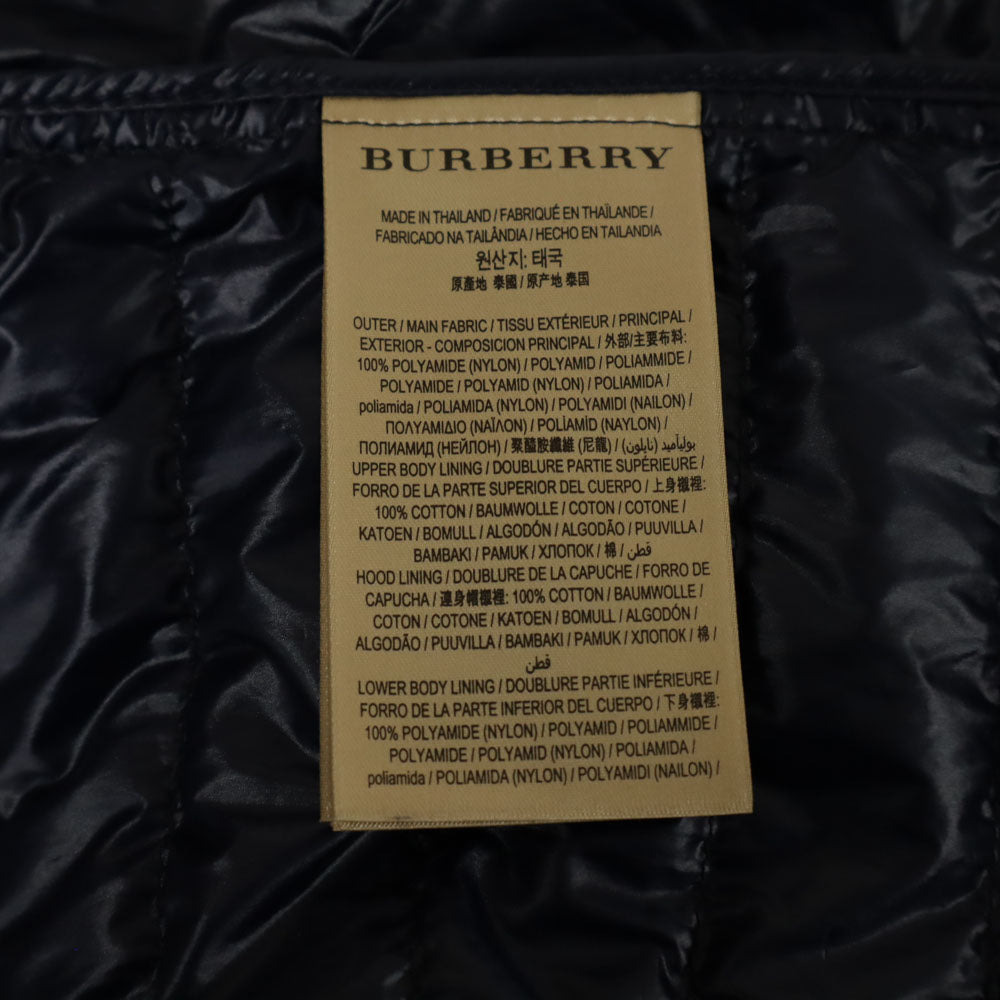 BURBERRY
MADE IN THAILAND / FABRIQUÉ EN THAÏLANDE /
FABRICADO NA TAILÂNDIA / HECHO EN TAILANDIA
원산지: 태국
原產地 泰國 / 原产地 泰国
OUTER / MAIN FABRIC / TISSU EXTÉRIEUR / PRINCIPAL /
EXTERIOR - COMPOSICION PRINCIPAL / 外部/主要布料:
100% POLYAMIDE (NYLON) / POLYAMID / POLIAMMIDE /
POLYAMIDE / POLYAMID (NYLON) / POLIAMIDA /
poliamida / POLIAMIDA (NYLON) / POLYAMIDI (NAILON) /
ΠΟΛΥΑΜΙΔΙΟ (ΝΑΪΛΟΝ) / POLİAMİD (NAYLON) /
ПОЛИАМИД (НЕЙЛОН) / 聚醯胺纖維 (尼龍) / بولياميد (نايلون)
UPPER BODY LINING / DOUBLURE PARTIE SUPÉRIEURE /
FORRO DE LA PARTE SUPERIOR DEL CUERPO / 上身襯裡:
100% COTTON / BAUMWOLLE / COTON / COTONE /
KATOEN / BOMULL / ALGODÓN / ALGODÃO / PUUVILLA /
BAMBAKI / PAMUK / ХЛОПОК / 棉 / قطن
HOOD LINING / DOUBLURE DE LA CAPUCHE / FORRO DE
CAPUCHA / 連身帽襯裡: 100% COTTON / BAUMWOLLE /
COTON / COTONE / KATOEN / BOMULL / ALGODÓN /
ALGODÃO / PUUVILLA / BAMBAKI / PAMUK / ХЛОПОК / 棉 /
قطن
LOWER BODY LINING / DOUBLURE PARTIE INFÉRIEURE /
FORRO DE LA PARTE INFERIOR DEL CUERPO / 下身襯裡:
100% POLYAMIDE (NYLON) / POLYAMID / POLIAMMIDE /
POLYAMIDE / POLYAMID (NYLON) / POLIAMIDA /
poliamida / POLIAMIDA (NYLON) / POLYAMIDI (NAILON) /